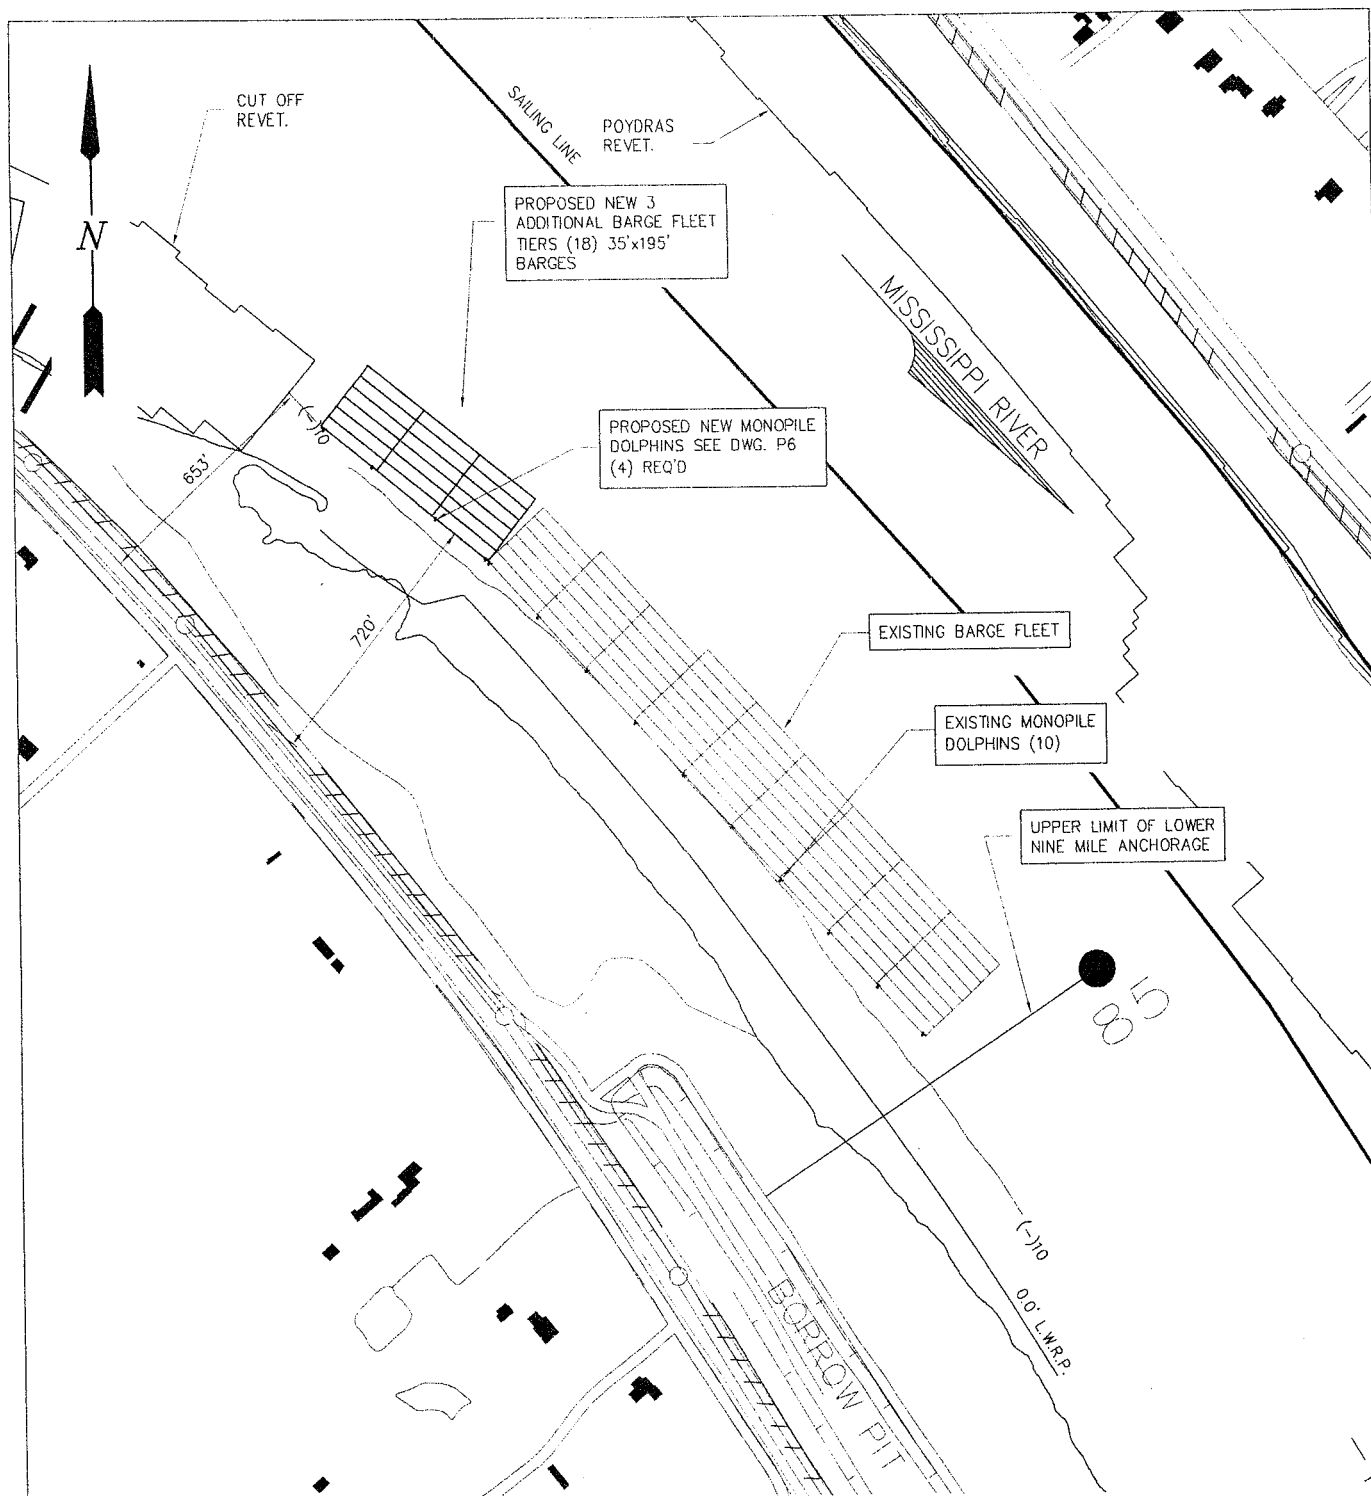 CUT OFF
REVET.
SAILING LINE
POYDRAS
REVET.
PROPOSED NEW 3
ADDITIONAL BARGE FLEET
TIERS (18) 35'x195'
BARGES
N
MISSISSIPPI RIVER
(-)10
PROPOSED NEW MONOPILE
DOLPHINS SEE DWG. P6
(4) REQ'D
653'
720'
EXISTING BARGE FLEET
EXISTING MONOPILE
DOLPHINS (10)
UPPER LIMIT OF LOWER
NINE MILE ANCHORAGE
85
(-)10
0.0' L.W.R.P.
BORROW PIT